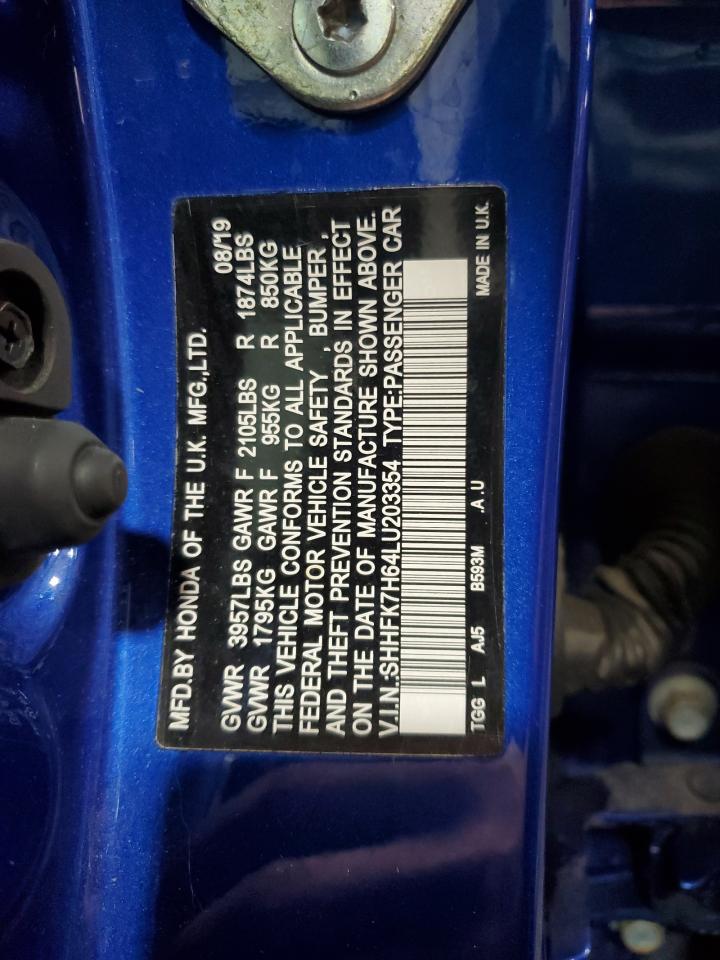 MFD.BY HONDA OF THE U.K. MFG.,LTD. 08/19
GVWR 3957LBS GAWR F 2105LBS R 1874LBS
GVWR 1795KG GAWR F 955KG R 850KG
THIS VEHICLE CONFORMS TO ALL APPLICABLE
FEDERAL MOTOR VEHICLE SAFETY , BUMPER ,
AND THEFT PREVENTION STANDARDS IN EFFECT
ON THE DATE OF MANUFACTURE SHOWN ABOVE.
V.I.N.:SHHFK7H64LU203354 TYPE:PASSENGER CAR
TGG L AJ5 B593M .A.U MADE IN U.K.